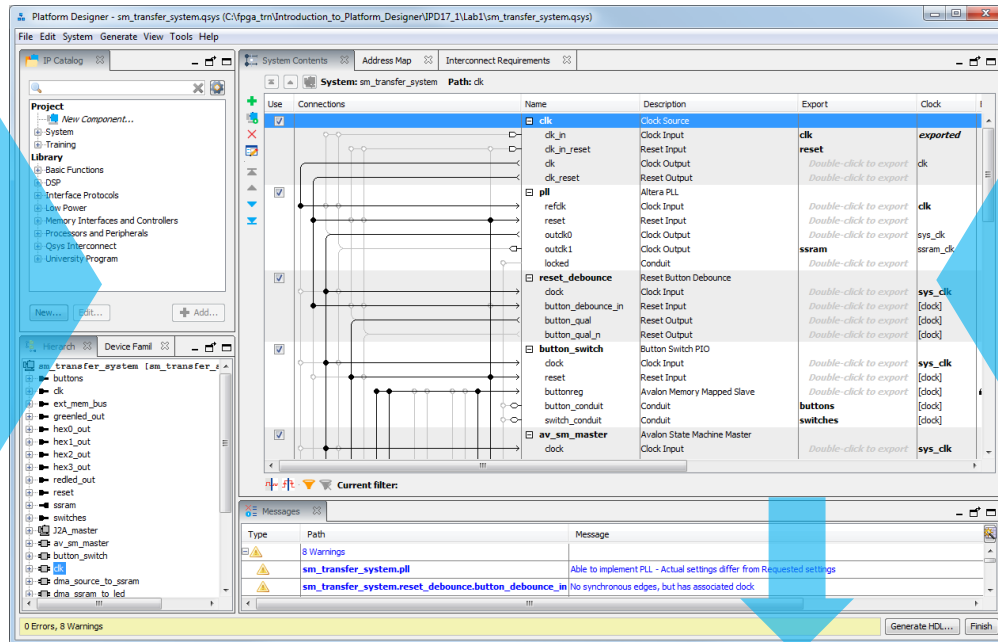 Platform Designer - sm_transfer_system.qsys (C:\fpga_trn\Introduction_to_Platform_Designer\IPD17_1\Lab1\sm_transfer_system.qsys)
File Edit System Generate View Tools Help
IP Catalog
Project
New Component...
System
Training
Library
Basic Functions
DSP
Interface Protocols
Low Power
Memory Interfaces and Controllers
Processors and Peripherals
Qsys Interconnect
University Program
New... Edit... Add...
Hierarch Device Famil
sm_transfer_system [sm_transfer_s
buttons
clk
ext_mem_bus
greenled_out
hex0_out
hex1_out
hex2_out
hex3_out
redled_out
reset
ssram
switches
J2A_master
av_sm_master
button_switch
clk
dma_source_to_ssram
dma_ssram_to_led
System Contents Address Map Interconnect Requirements
System: sm_transfer_system Path: clk
Use Connections Name Description Export Clock
clk Clock Source
clk_in Clock Input clk exported
clk_in_reset Reset Input reset
clk Clock Output Double-click to export clk
clk_reset Reset Output Double-click to export
pll Altera PLL
refclk Clock Input Double-click to export clk
reset Reset Input Double-click to export
outclk0 Clock Output Double-click to export sys_clk
outclk1 Clock Output ssram ssram_clk
locked Conduit Double-click to export
reset_debounce Reset Button Debounce
clock Clock Input Double-click to export sys_clk
button_debounce_in Reset Input Double-click to export [clock]
button_qual Reset Output Double-click to export [clock]
button_qual_n Reset Output Double-click to export [clock]
button_switch Button Switch PIO
clock Clock Input Double-click to export sys_clk
reset Reset Input Double-click to export [clock]
buttonreg Avalon Memory Mapped Slave Double-click to export [clock]
button_conduit Conduit buttons [clock]
switch_conduit Conduit switches [clock]
av_sm_master Avalon State Machine Master
clock Clock Input Double-click to export sys_clk
Current filter:
Messages
Type Path Message
8 Warnings
sm_transfer_system.pll Able to implement PLL - Actual settings differ from Requested settings
sm_transfer_system.reset_debounce.button_debounce_in No synchronous edges, but has associated clock
0 Errors, 8 Warnings
Generate HDL... Finish